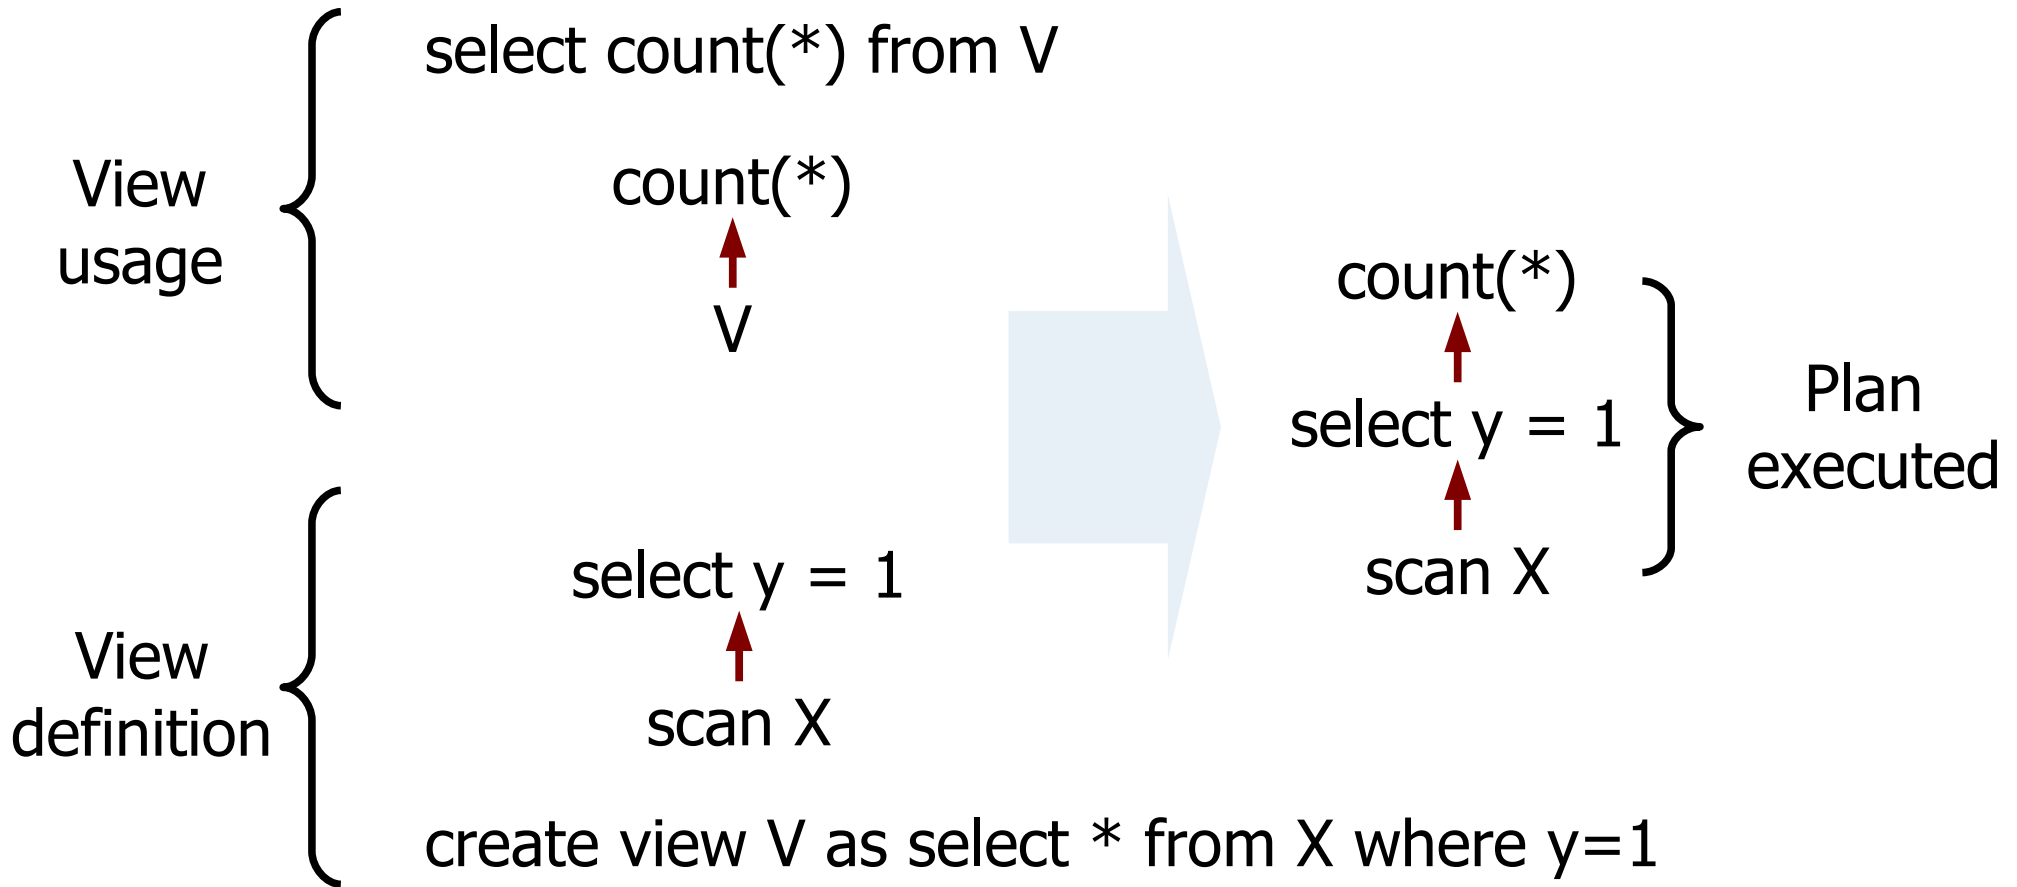 select count(*) from V
View
usage
count(*)
V
View
definition
select y = 1
scan X
create view V as select * from X where y=1
count(*)
select y = 1
scan X
Plan
executed